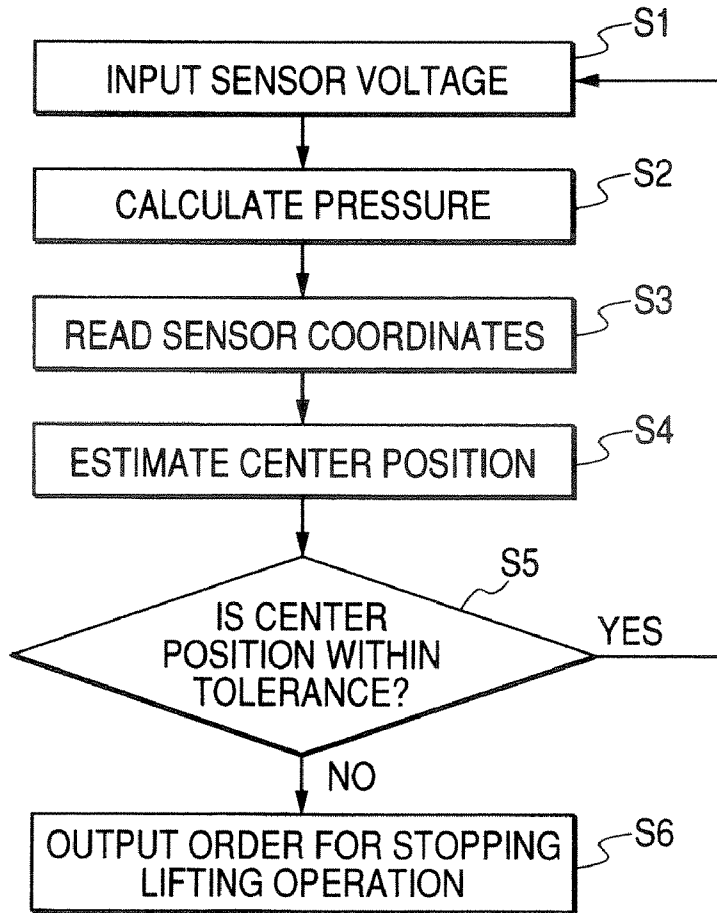 S1
INPUT SENSOR VOLTAGE
S2
CALCULATE PRESSURE
S3
READ SENSOR COORDINATES
S4
ESTIMATE CENTER POSITION
S5
IS CENTER
POSITION WITHIN
TOLERANCE?
YES
NO
S6
OUTPUT ORDER FOR STOPPING
LIFTING OPERATION